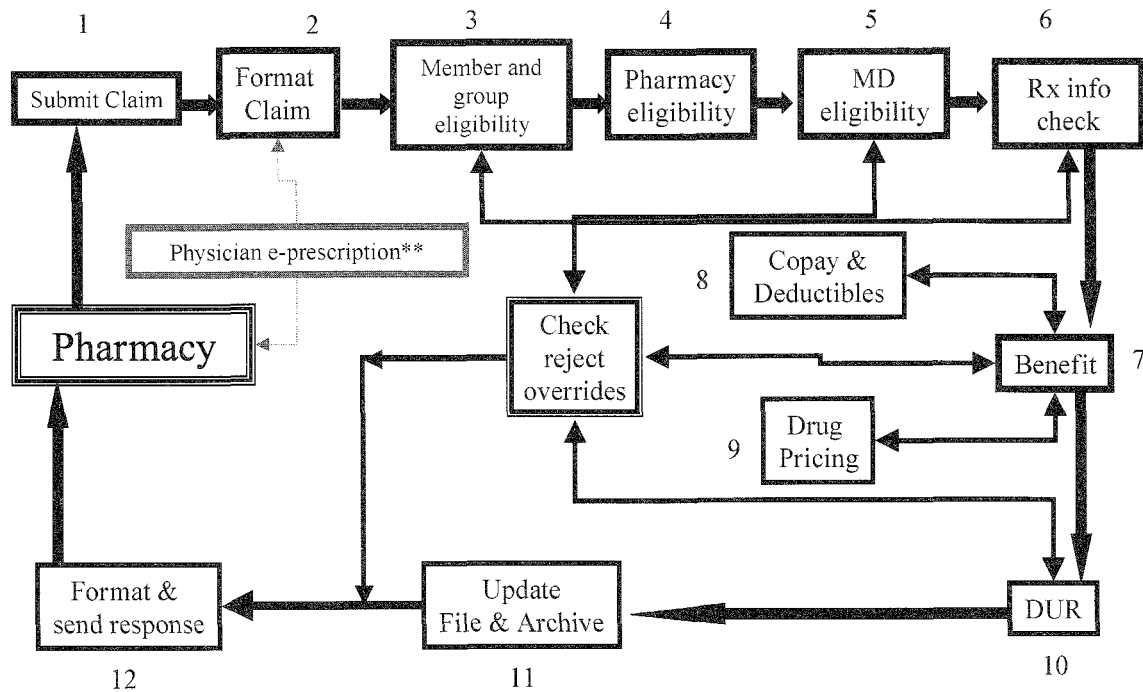 1
2
3
4
5
6
Submit Claim
Format
Claim
Member and
group
eligibility
Pharmacy
eligibility
MD
eligibility
Rx info
check
Physician e-prescription**
8
Copay &
Deductibles
Pharmacy
Check
reject
overrides
Benefit
7
9
Drug
Pricing
Format &
send response
Update
File & Archive
DUR
12
11
10